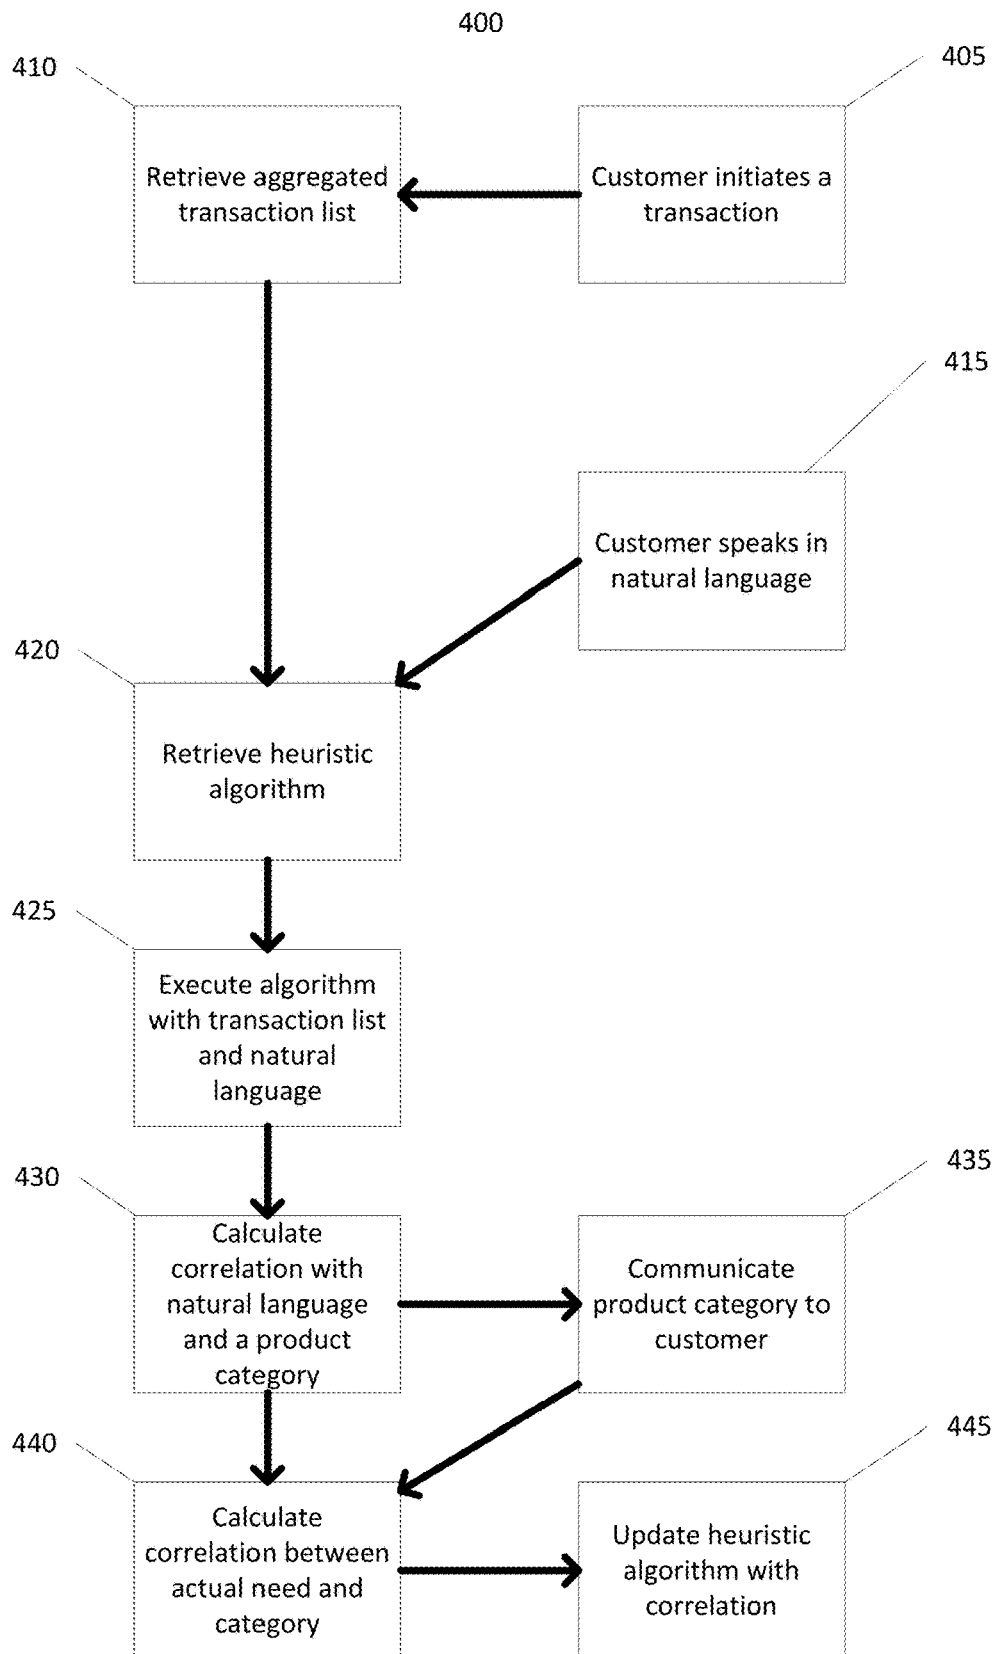 400
410
405
Retrieve aggregated
transaction list
Customer initiates a
transaction
415
Customer speaks in
natural language
420
Retrieve heuristic
algorithm
425
Execute algorithm
with transaction list
and natural
language
430
435
Calculate
correlation with
natural language
and a product
category
Communicate
product category to
customer
440
445
Calculate
correlation between
actual need and
category
Update heuristic
algorithm with
correlation